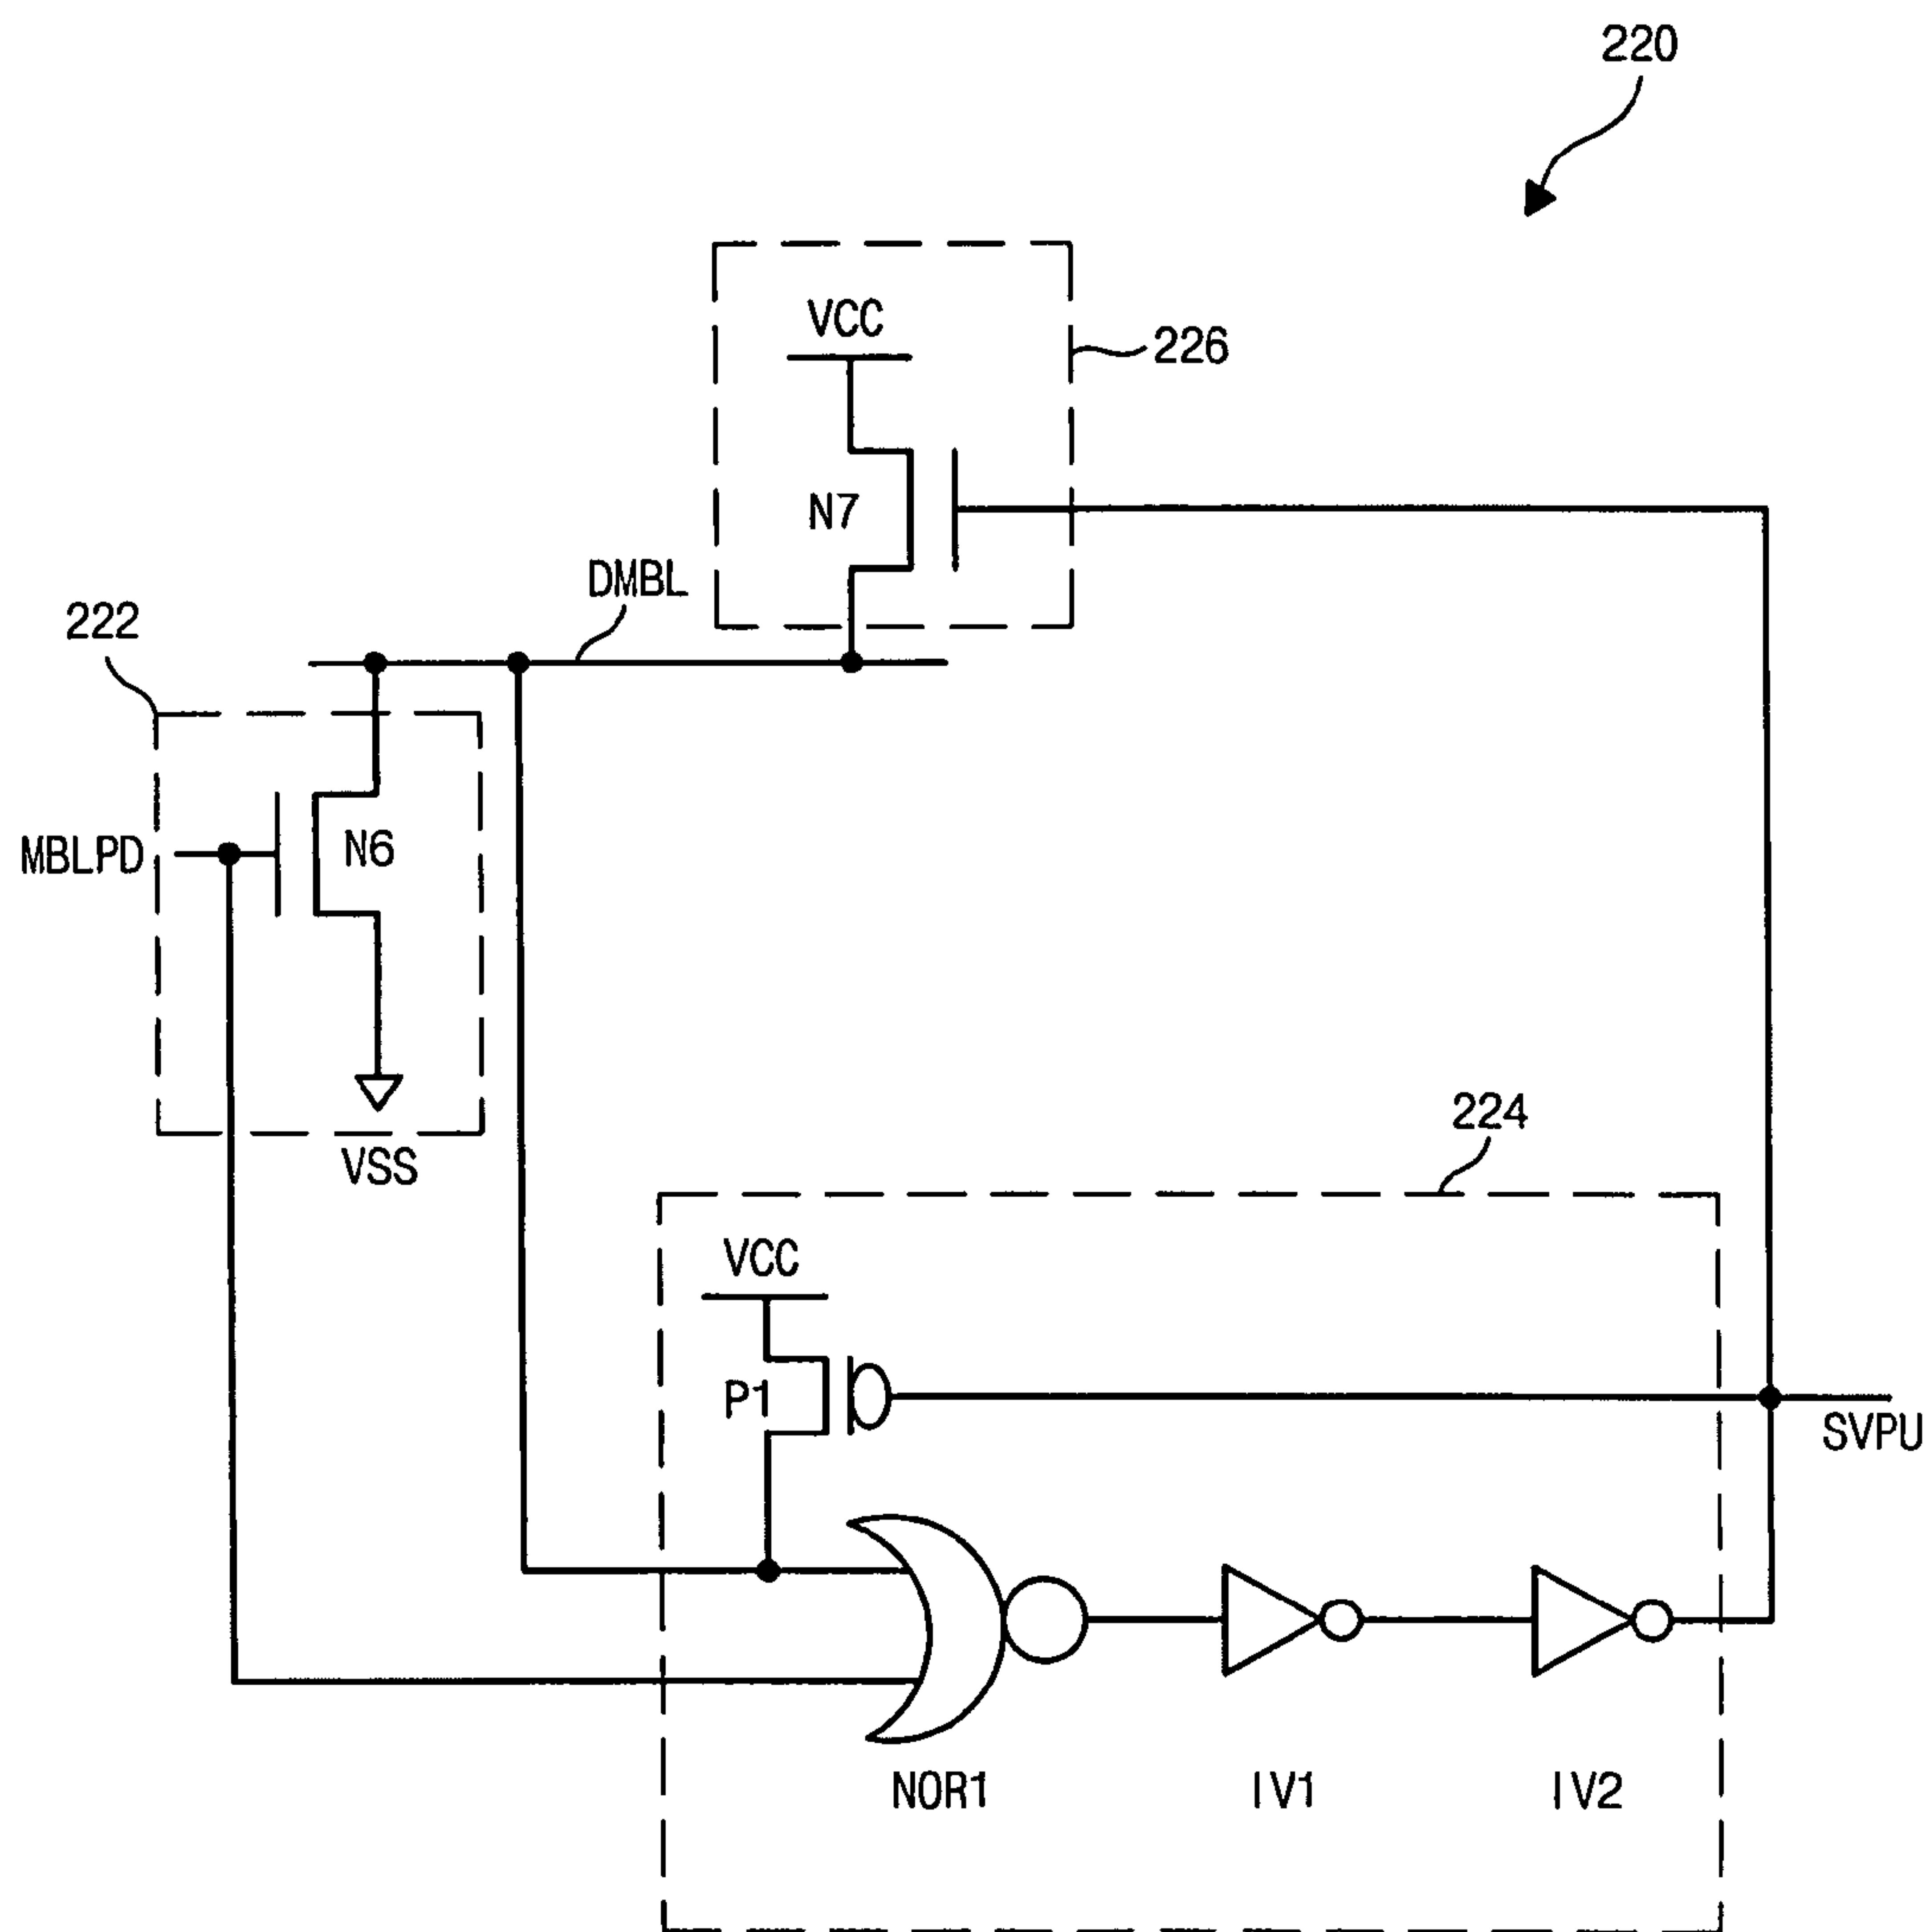 220
VCC
226
N7
DMBL
222
MBLPD
N6
VSS
224
VCC
P1
SVPU
NOR1
IV1
IV2